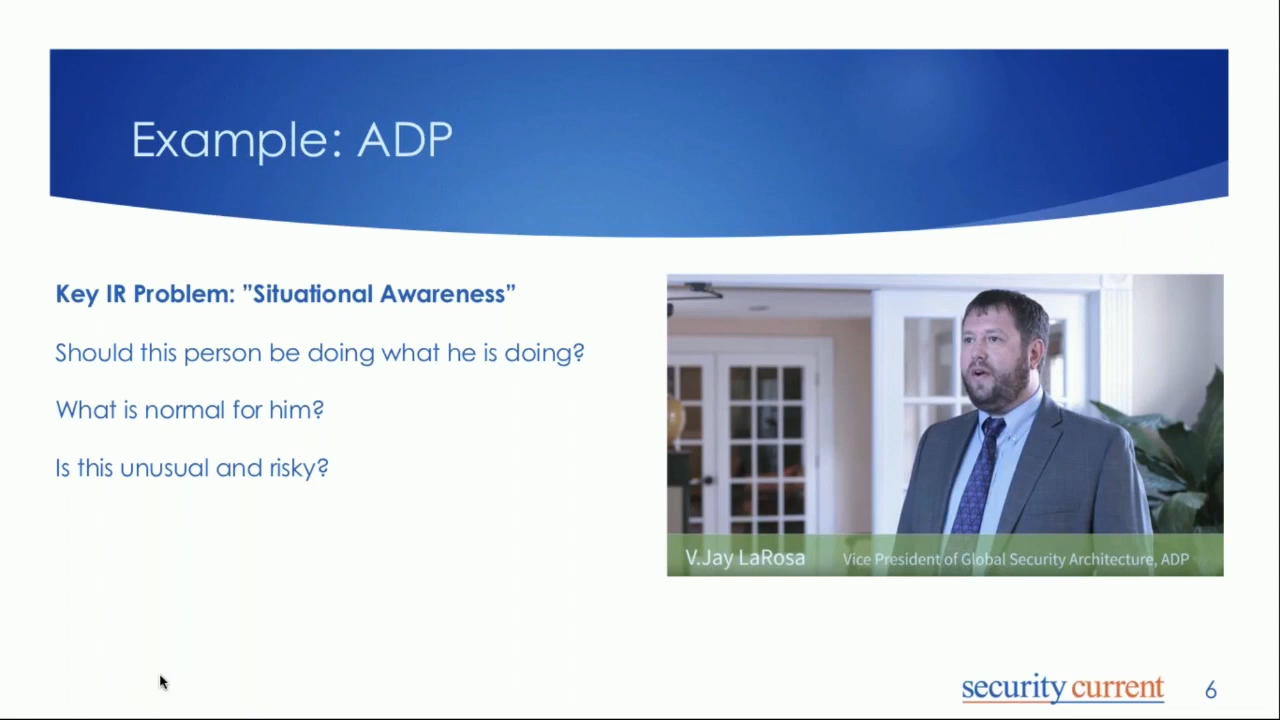 Example: ADP
Key IR Problem: ”Situational Awareness”
Should this person be doing what he is doing?
What is normal for him?
Is this unusual and risky?
V.Jay LaRosa Vice President of Global Security Architecture, ADP
security current 6